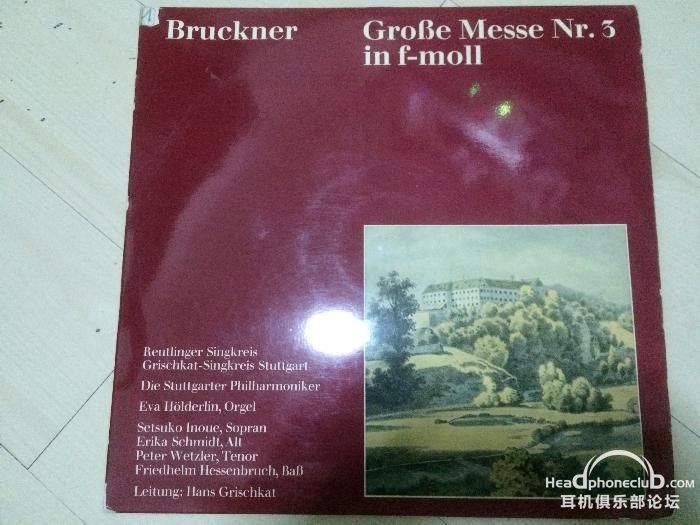 1
Bruckner
Große Messe Nr. 3
in f-moll
Reutlinger Singkreis
Grischkat-Singkreis Stuttgart
Die Stuttgarter Philharmoniker
Eva Hölderlin, Orgel
Setsuko Inoue, Sopran
Erika Schmidt, Alt
Peter Wetzler, Tenor
Friedhelm Hessenbruch, Baß
Leitung: Hans Grischkat
HeadphoneclubD.com
耳机俱乐部论坛